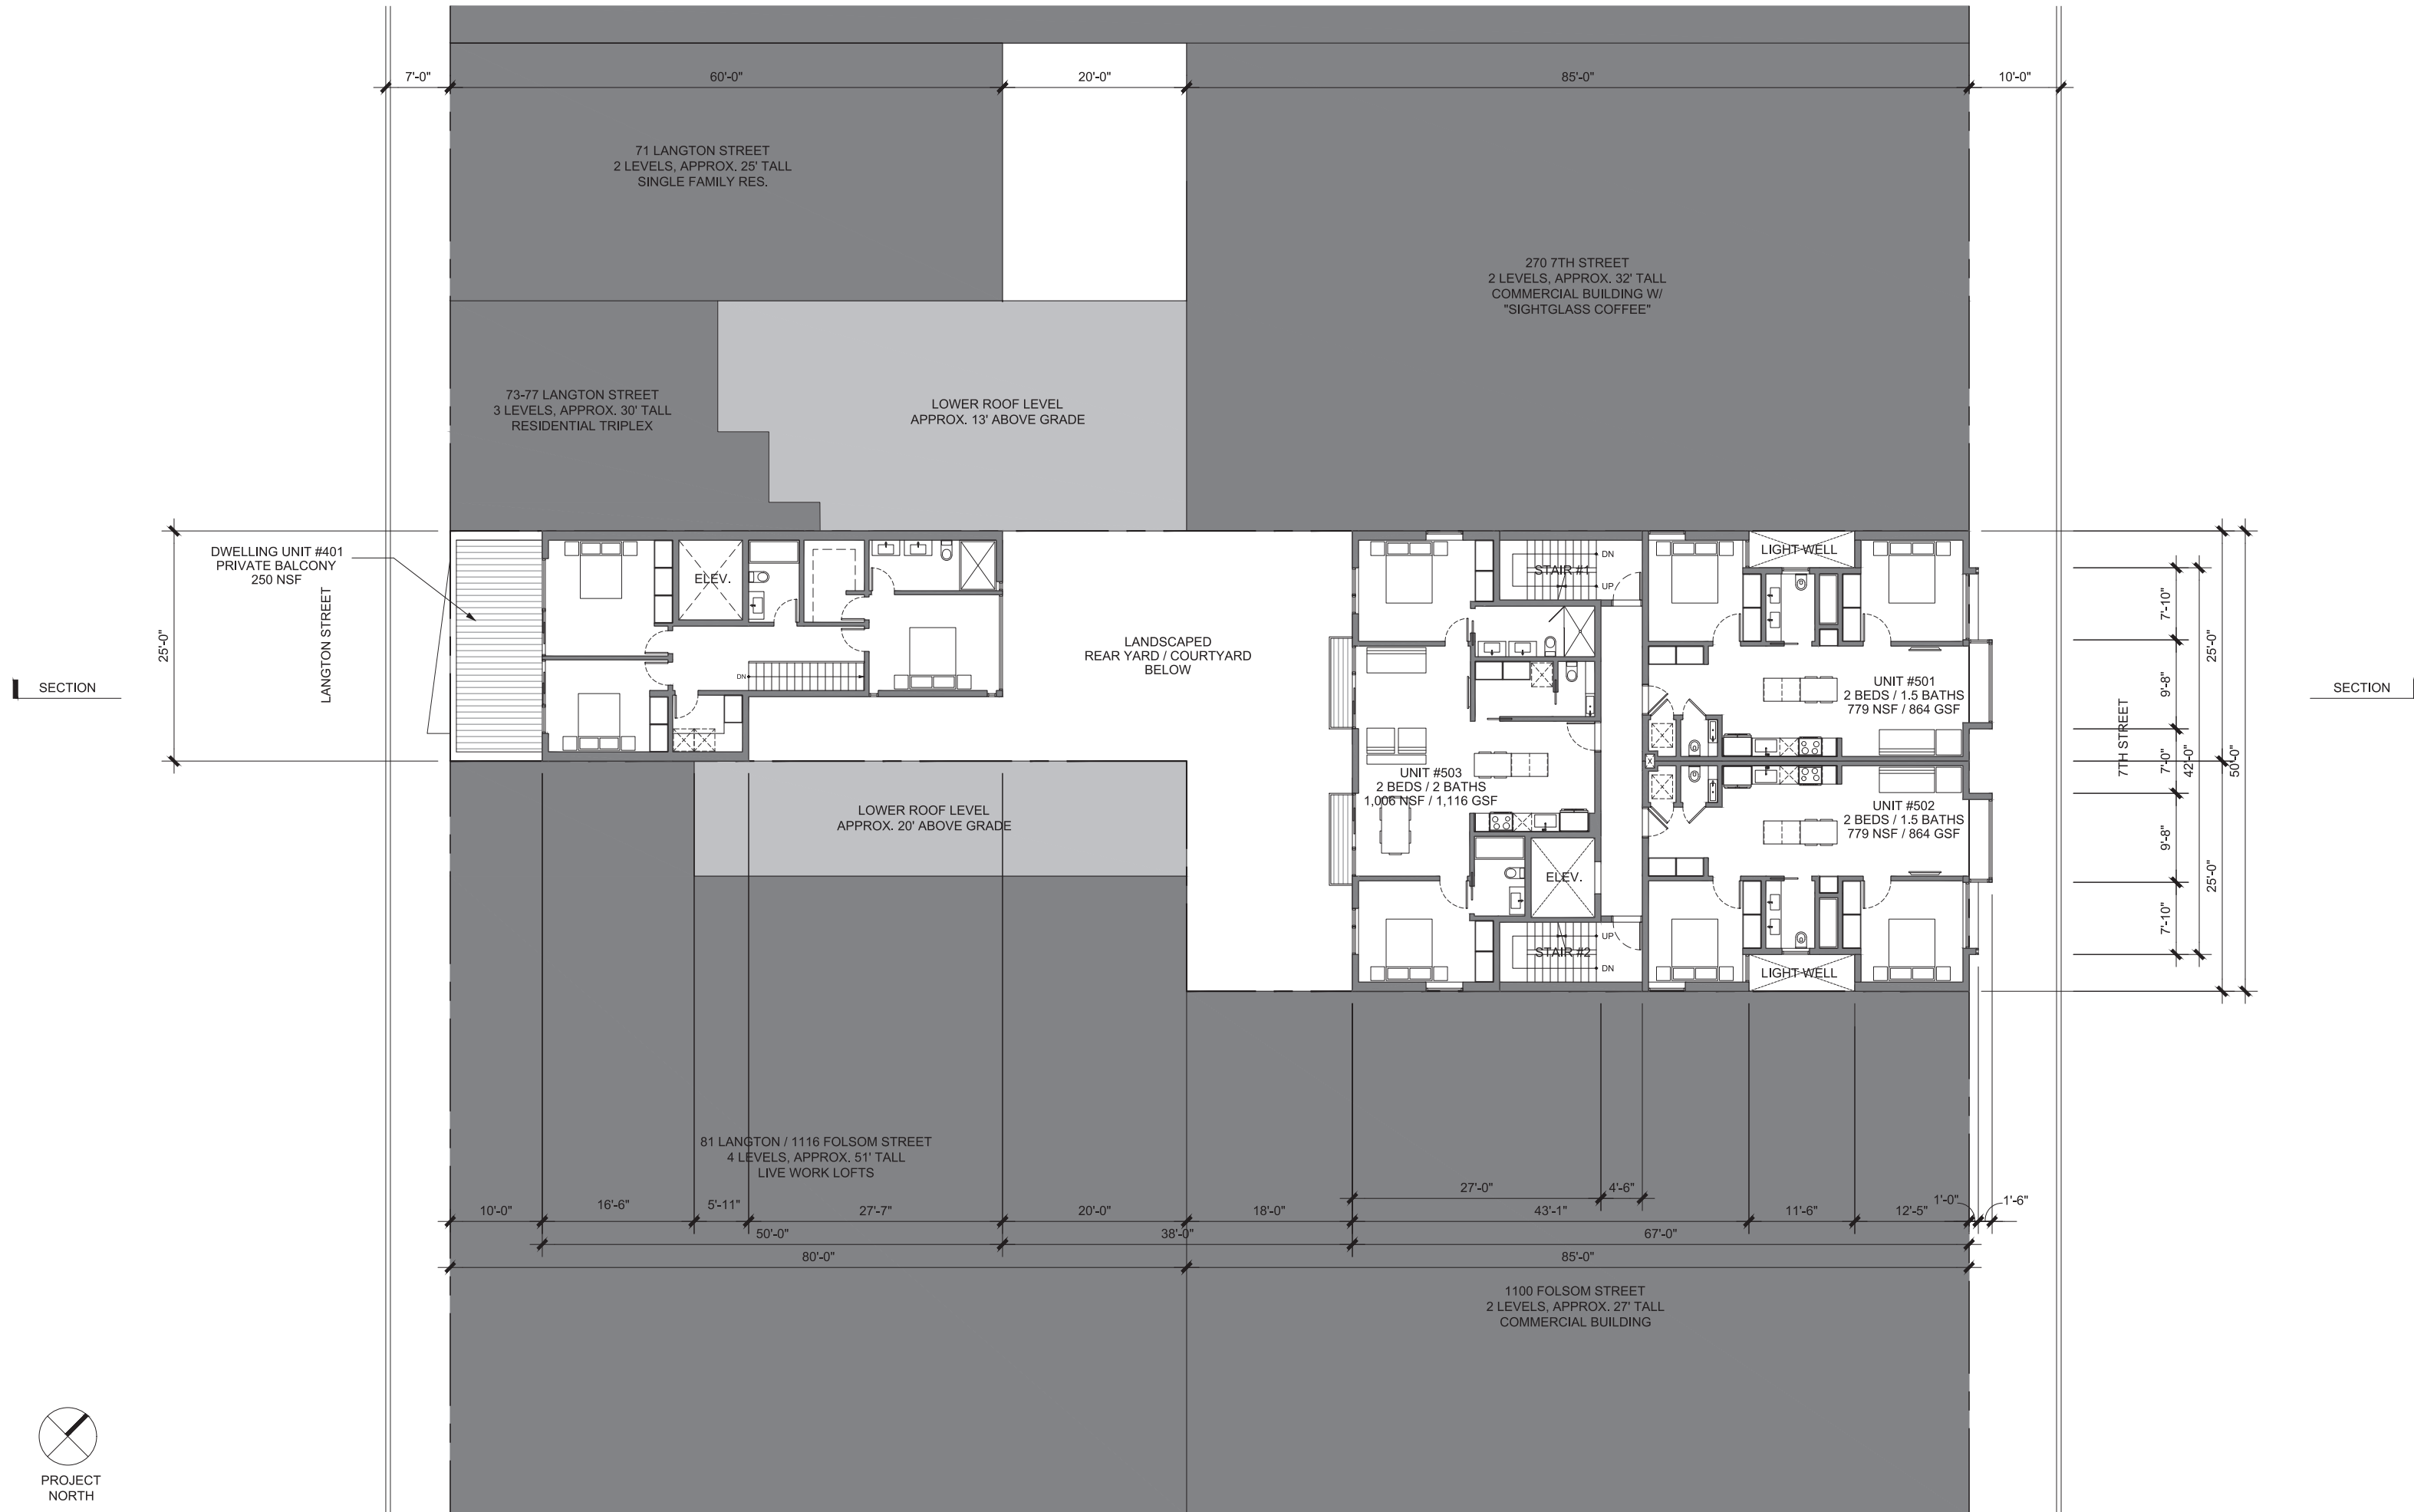 7'-0"
60'-0"
20'-0"
85'-0"
10'-0"
71 LANGTON STREET
2 LEVELS, APPROX. 25' TALL
SINGLE FAMILY RES.
270 7TH STREET
2 LEVELS, APPROX. 32' TALL
COMMERCIAL BUILDING W/
"SIGHTGLASS COFFEE"
73-77 LANGTON STREET
3 LEVELS, APPROX. 30' TALL
RESIDENTIAL TRIPLEX
LOWER ROOF LEVEL
APPROX. 13' ABOVE GRADE
DWELLING UNIT #401
PRIVATE BALCONY
250 NSF
LANGTON STREET
25'-0"
SECTION
ELEV.
DN
LANDSCAPED
REAR YARD / COURTYARD
BELOW
STAIR #1
DN
UP
LIGHT WELL
UNIT #501
2 BEDS / 1.5 BATHS
779 NSF / 864 GSF
UNIT #503
2 BEDS / 2 BATHS
1,006 NSF / 1,116 GSF
X
UNIT #502
2 BEDS / 1.5 BATHS
779 NSF / 864 GSF
ELEV.
STAIR #2
UP
DN
LIGHT WELL
7TH STREET
7'-10"
9'-8"
7'-0"
9'-8"
7'-10"
42'-0"
25'-0"
25'-0"
50'-0"
SECTION
LOWER ROOF LEVEL
APPROX. 20' ABOVE GRADE
81 LANGTON / 1116 FOLSOM STREET
4 LEVELS, APPROX. 51' TALL
LIVE WORK LOFTS
27'-0"
4'-6"
10'-0"
16'-6"
5'-11"
27'-7"
20'-0"
18'-0"
43'-1"
11'-6"
12'-5"
1'-0"
1'-6"
50'-0"
38'-0"
67'-0"
80'-0"
85'-0"
1100 FOLSOM STREET
2 LEVELS, APPROX. 27' TALL
COMMERCIAL BUILDING
PROJECT
NORTH